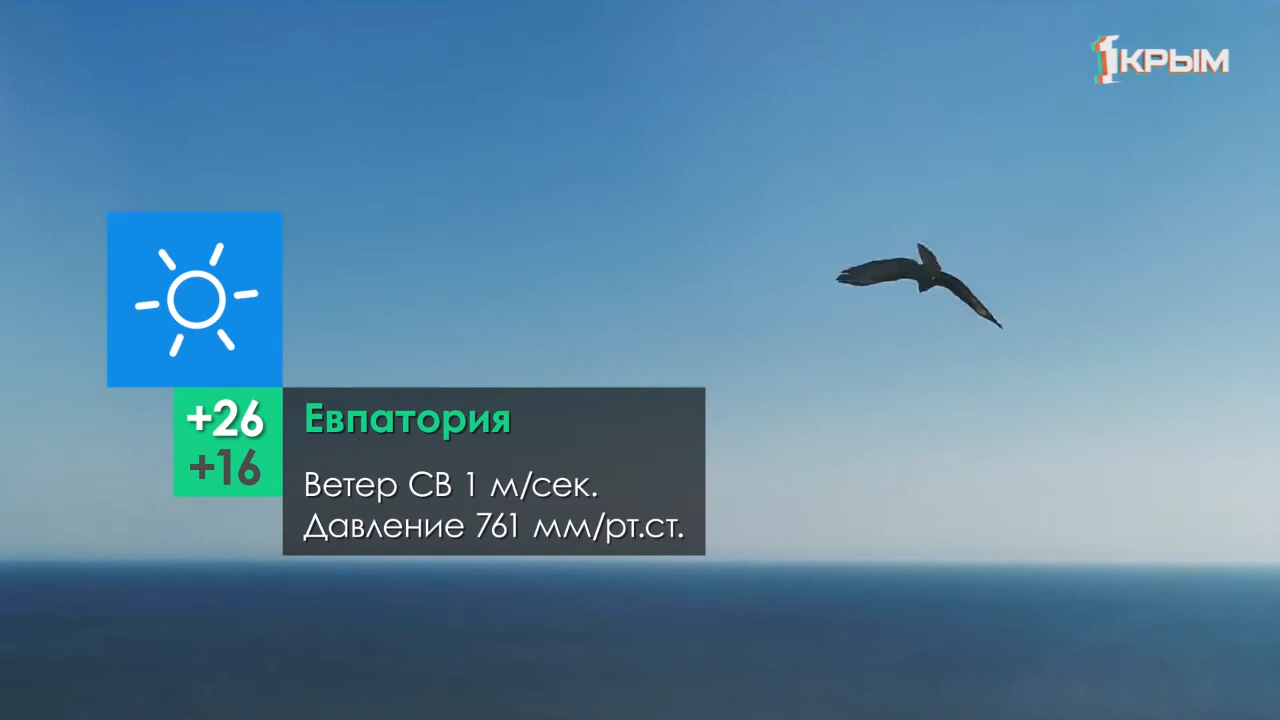 1КРЫМ
+26
+16
Евпатория
Ветер СВ 1 м/сек.
Давление 761 мм/рт.ст.